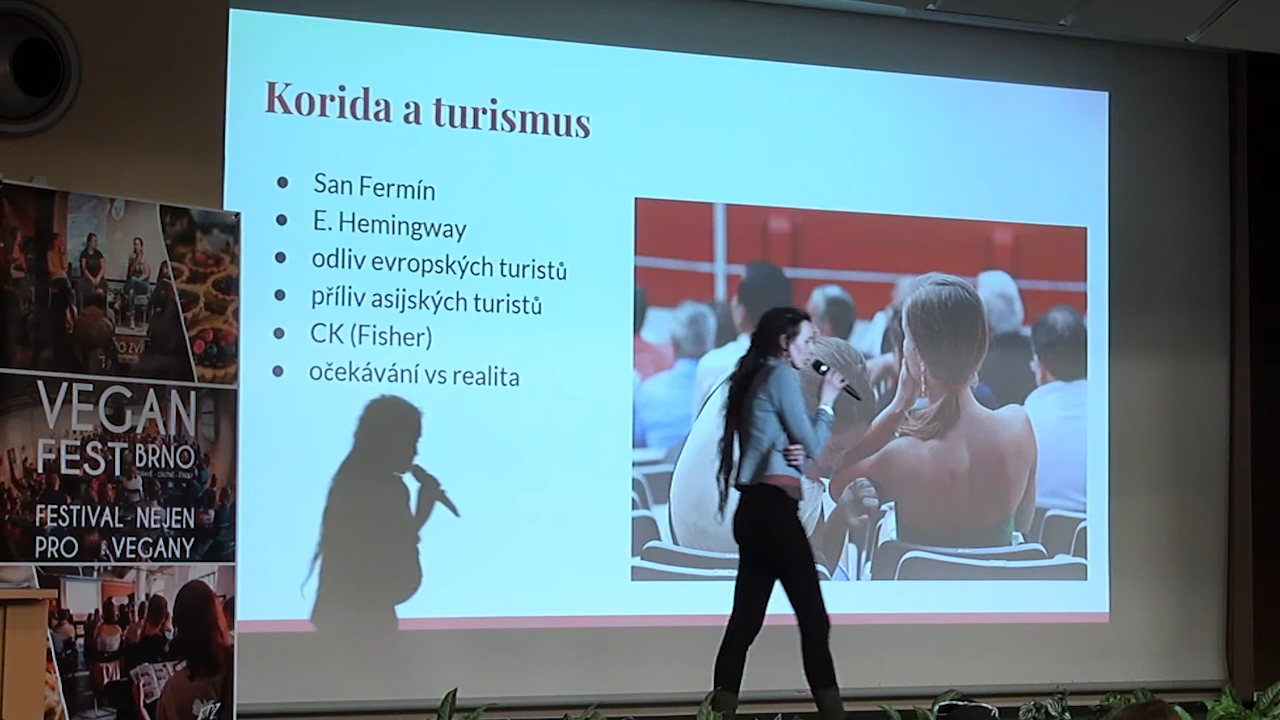 Korida a turismus
San Fermín
E. Hemingway
odliv evropských turistů
příliv asijských turistů
CK (Fisher)
očekávání vs realita
VEGAN
FEST BRNO
FESTIVAL NEJEN
PRO VEGANY